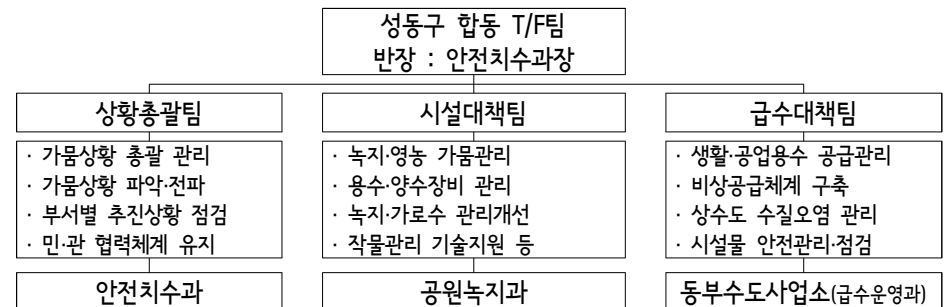 성동구 합동 T/F팀
반장 : 안전치수과장
상황총괄팀
· 가뭄상황 총괄 관리
· 가뭄상황 파악·전파
· 부서별 추진상황 점검
· 민·관 협력체계 유지
안전치수과
시설대책팀
· 녹지·영농 가뭄관리
· 용수·양수장비 관리
· 녹지·가로수 관리개선
· 작물관리 기술지원 등
공원녹지과
급수대책팀
· 생활·공업용수 공급관리
· 비상공급체계 구축
· 상수도 수질오염 관리
· 시설물 안전관리·점검
동부수도사업소(급수운영과)